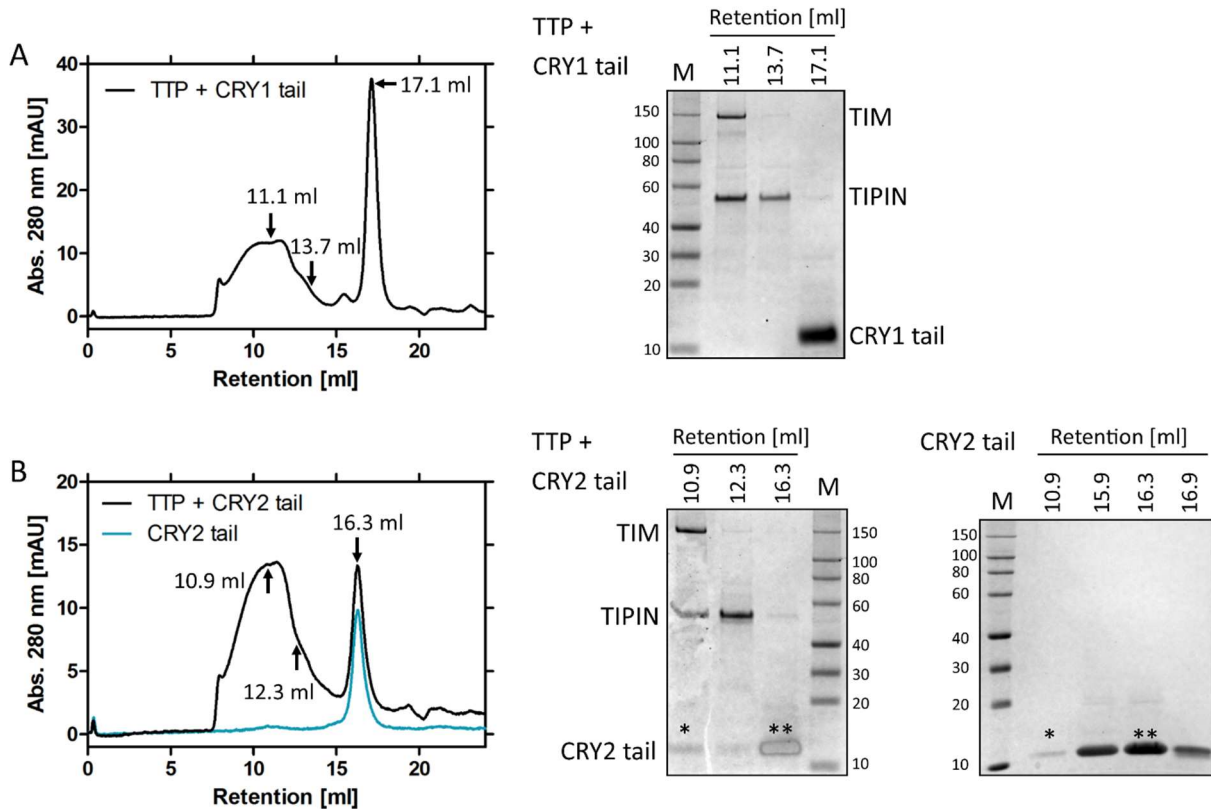 A
TTP + CRY1 tail
Abs. 280 nm [mAU]
40
30
20
10
0
11.1 ml
13.7 ml
17.1 ml
0 5 10 15 20
Retention [ml]
TTP +
CRY1 tail
Retention [ml]
M 11.1 13.7 17.1
150
100
80
60
40
30
20
10
TIM
TIPIN
CRY1 tail
B
TTP + CRY2 tail
CRY2 tail
Abs. 280 nm [mAU]
20
15
10
5
0
10.9 ml
12.3 ml
16.3 ml
0 5 10 15 20
Retention [ml]
TTP +
CRY2 tail
Retention [ml]
10.9 12.3 16.3 M
TIM
TIPIN
CRY2 tail
* **
150
100
80
60
40
30
20
10
CRY2 tail
Retention [ml]
M 10.9 15.9 16.3 16.9
150
100
80
60
40
30
20
10
* **